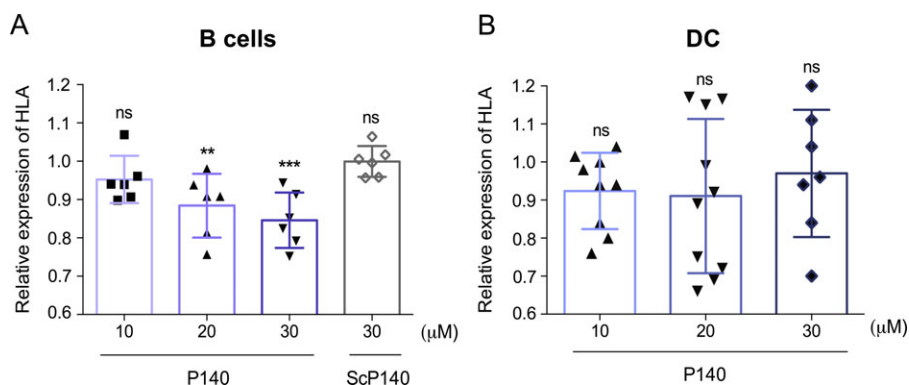 A
B cells
Relative expression of HLA
1.2
1.1
1.0
0.9
0.8
0.7
0.6
ns
**
***
ns
10
20
30
30
(μM)
P140
ScP140
B
DC
Relative expression of HLA
1.2
1.1
1.0
0.9
0.8
0.7
0.6
ns
ns
ns
10
20
30
(μM)
P140